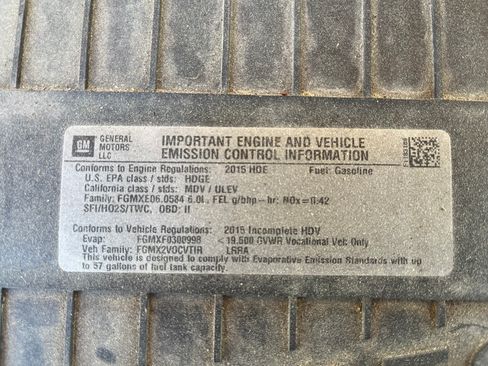 GM
GENERAL
MOTORS
LLC
IMPORTANT ENGINE AND VEHICLE
EMISSION CONTROL INFORMATION
Conforms to Engine Regulations: 2015 HDE Fuel: Gasoline
U.S. EPA class / stds: HDGE
California class / stds: MDV / ULEV
Family: FGMXE06.0584 6.0L, FEL g/bhp-hr: NOx=0.42
SFI/HO2S/TWC, OBD: II
Conforms to Vehicle Regulations: 2015 Incomplete HDV
Evap: FGMXF0300998 < 19,500 GVWR Vocational Veh Only
Veh Family: FGMX2VOCVTIR LRRA
This vehicle is designed to comply with Evaporative Emission Standards with up
to 57 gallons of fuel tank capacity.